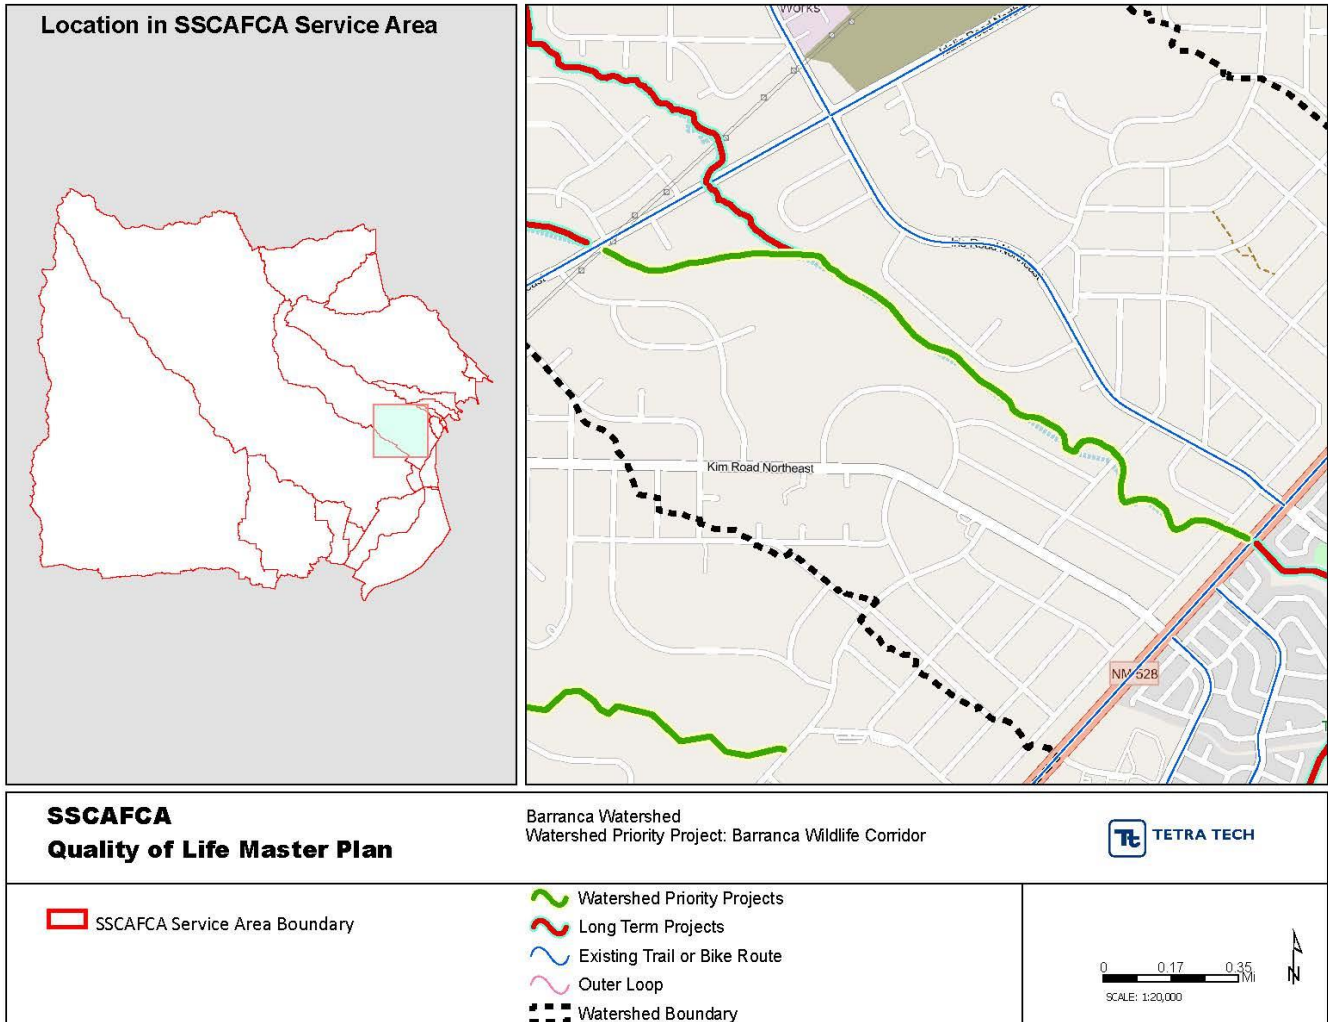 Location in SSCAFCA Service Area
Works
Kim Road Northeast
NM 528
SSCAFCA
Quality of Life Master Plan
Barranca Watershed
Watershed Priority Project: Barranca Wildlife Corridor
Tt TETRA TECH
SSCAFCA Service Area Boundary
Watershed Priority Projects
Long Term Projects
Existing Trail or Bike Route
Outer Loop
Watershed Boundary
0 0.17 0.35
Mi
SCALE: 1:20,000
N